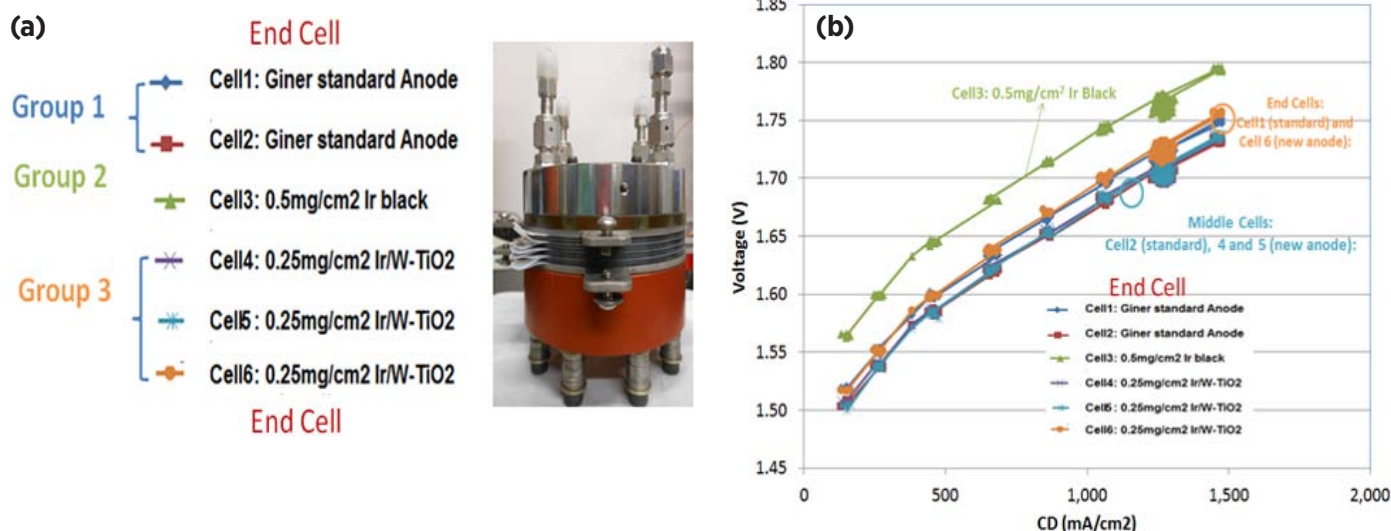 (a)
End Cell
Group 1
Cell1: Giner standard Anode
Cell2: Giner standard Anode
Group 2
Cell3: 0.5mg/cm2 Ir black
Group 3
Cell4: 0.25mg/cm2 Ir/W-TiO2
Cell5: 0.25mg/cm2 Ir/W-TiO2
Cell6: 0.25mg/cm2 Ir/W-TiO2
End Cell
(b)
Voltage (V)
1.85
1.80
1.75
1.70
1.65
1.60
1.55
1.50
1.45
Cell3: 0.5mg/cm² Ir Black
End Cells:
Cell1 (standard) and
Cell 6 (new anode):
Middle Cells:
Cell2 (standard), 4 and 5 (new anode):
End Cell
Cell1: Giner standard Anode
Cell2: Giner standard Anode
Cell3: 0.5mg/cm2 Ir black
Cell4: 0.25mg/cm2 Ir/W-TiO2
Cell5: 0.25mg/cm2 Ir/W-TiO2
Cell6: 0.25mg/cm2 Ir/W-TiO2
0 500 1,000 1,500 2,000
CD (mA/cm2)